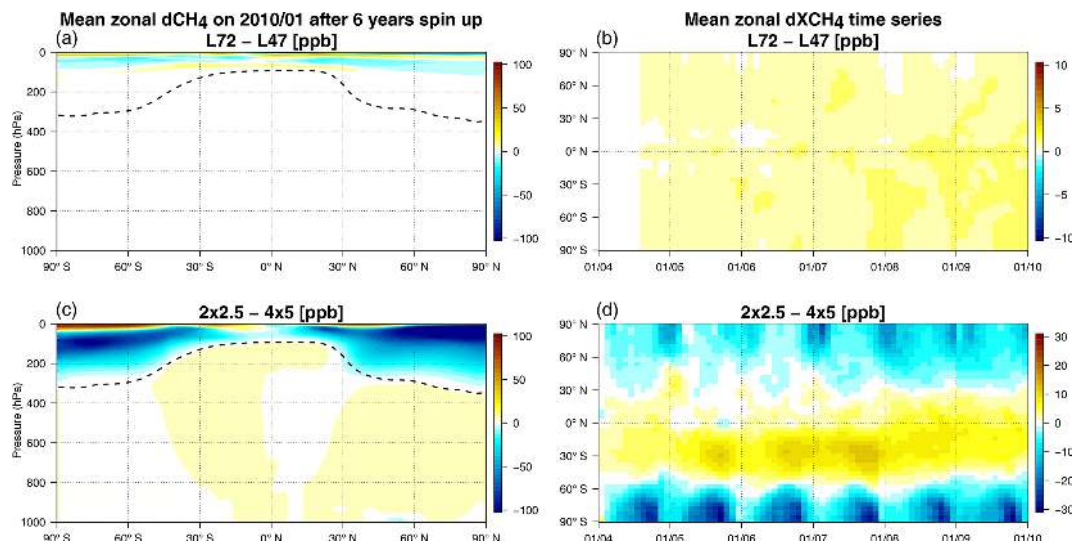 Mean zonal dCH4 on 2010/01 after 6 years spin up
(a) L72 − L47 [ppb]
0
200
400
600
800
1000
Pressure (hPa)
90° S 60° S 30° S 0° N 30° N 60° N 90° N
100
50
0
−50
−100
Mean zonal dXCH4 time series
(b) L72 − L47 [ppb]
90° N
60° N
30° N
0° N
30° S
60° S
90° S
01/04 01/05 01/06 01/07 01/08 01/09 01/10
10
5
0
−5
−10
(c) 2x2.5 − 4x5 [ppb]
0
200
400
600
800
1000
Pressure (hPa)
90° S 60° S 30° S 0° N 30° N 60° N 90° N
100
50
0
−50
−100
(d) 2x2.5 − 4x5 [ppb]
90° N
60° N
30° N
0° N
30° S
60° S
90° S
01/04 01/05 01/06 01/07 01/08 01/09 01/10
30
20
10
0
−10
−20
−30